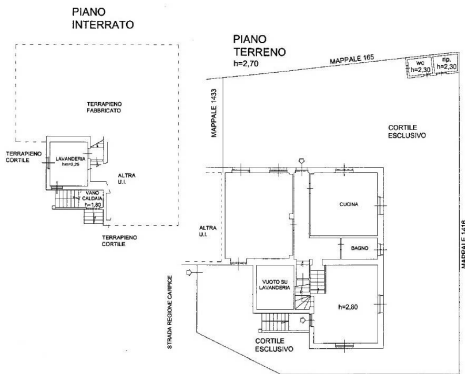 PIANO
INTERRATO
TERRAPIENO
FABBRICATO
TERRAPIENO
CORTILE
LAVANDERIA
ALTRA
U.I.
VANO
CALDAIA
h=1,80
TERRAPIENO
CORTILE
PIANO
TERRENO
h=2,70
MAPPALE 165
wc
h=2,30
rip.
h=2,30
MAPPALE 1433
CORTILE
ESCLUSIVO
CUCINA
ALTRA
U.I.
BAGNO
VUOTO SU
LAVANDERIA
h=2,80
MAPPALE 1416
STRADA REGIONE CARPICE
CORTILE
ESCLUSIVO